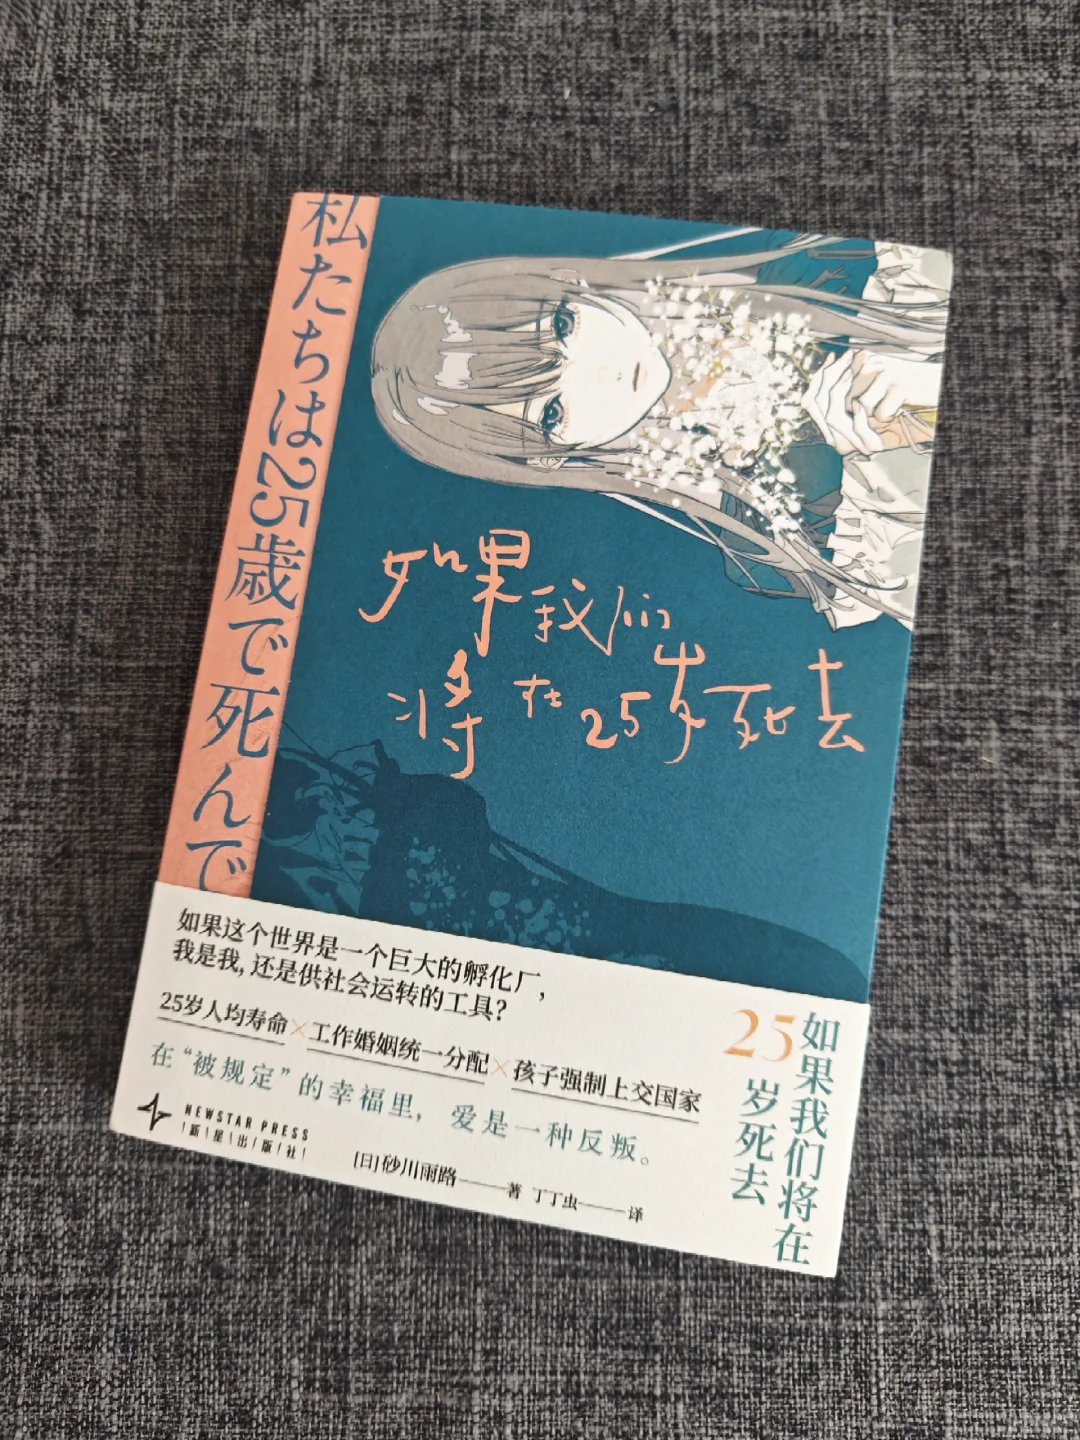 私たちは25歳で死んで
如果我们
将在25岁死去
如果这个世界是一个巨大的孵化厂，
我是我，还是供社会运转的工具？
25岁人均寿命×工作婚姻统一分配×孩子强制上交国家
在“被规定”的幸福里，爱是一种反叛。
NEWSTAR PRESS
新星出版社
[日]砂川雨路——著 丁丁虫——译
如果我们将在
25岁死去